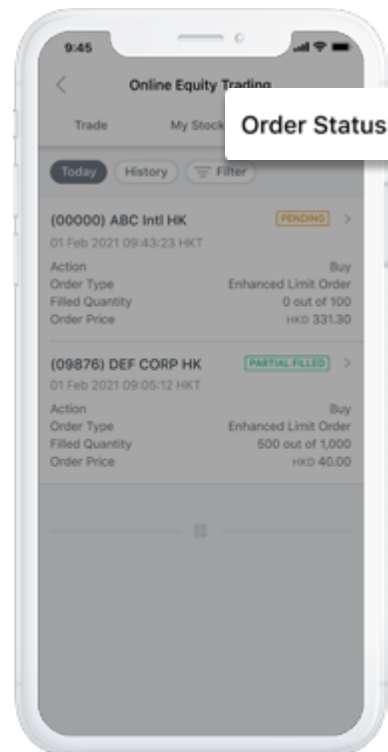 9:45
Online Equity Trading
Trade My Stock Order Status
Today History Filter
(00000) ABC Intl HK PENDING
01 Feb 2021 09:43:23 HKT
Action Buy
Order Type Enhanced Limit Order
Filled Quantity 0 out of 100
Order Price HKD 331.30
(09876) DEF CORP HK PARTIAL FILLED
01 Feb 2021 09:05:12 HKT
Action Buy
Order Type Enhanced Limit Order
Filled Quantity 500 out of 1,000
Order Price HKD 40.00